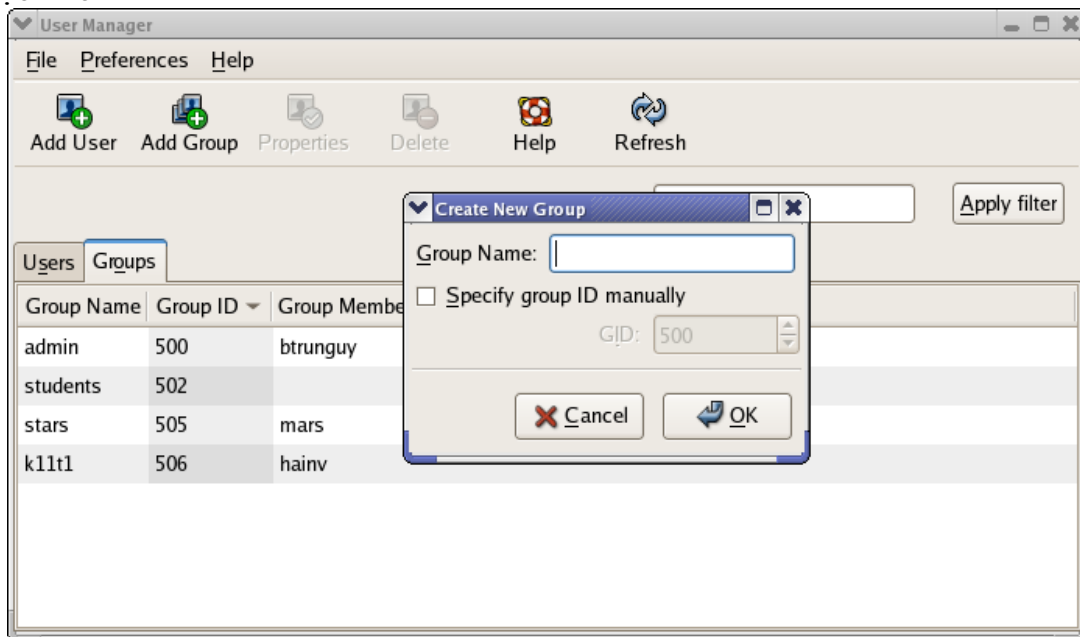 User Manager
File Preferences Help
Add User Add Group Properties Delete Help Refresh
Apply filter
Create New Group
Group Name:
Specify group ID manually
GID: 500
Cancel OK
Users Groups
Group Name Group ID Group Membe
admin 500 btrunguy
students 502
stars 505 mars
k11t1 506 hainv